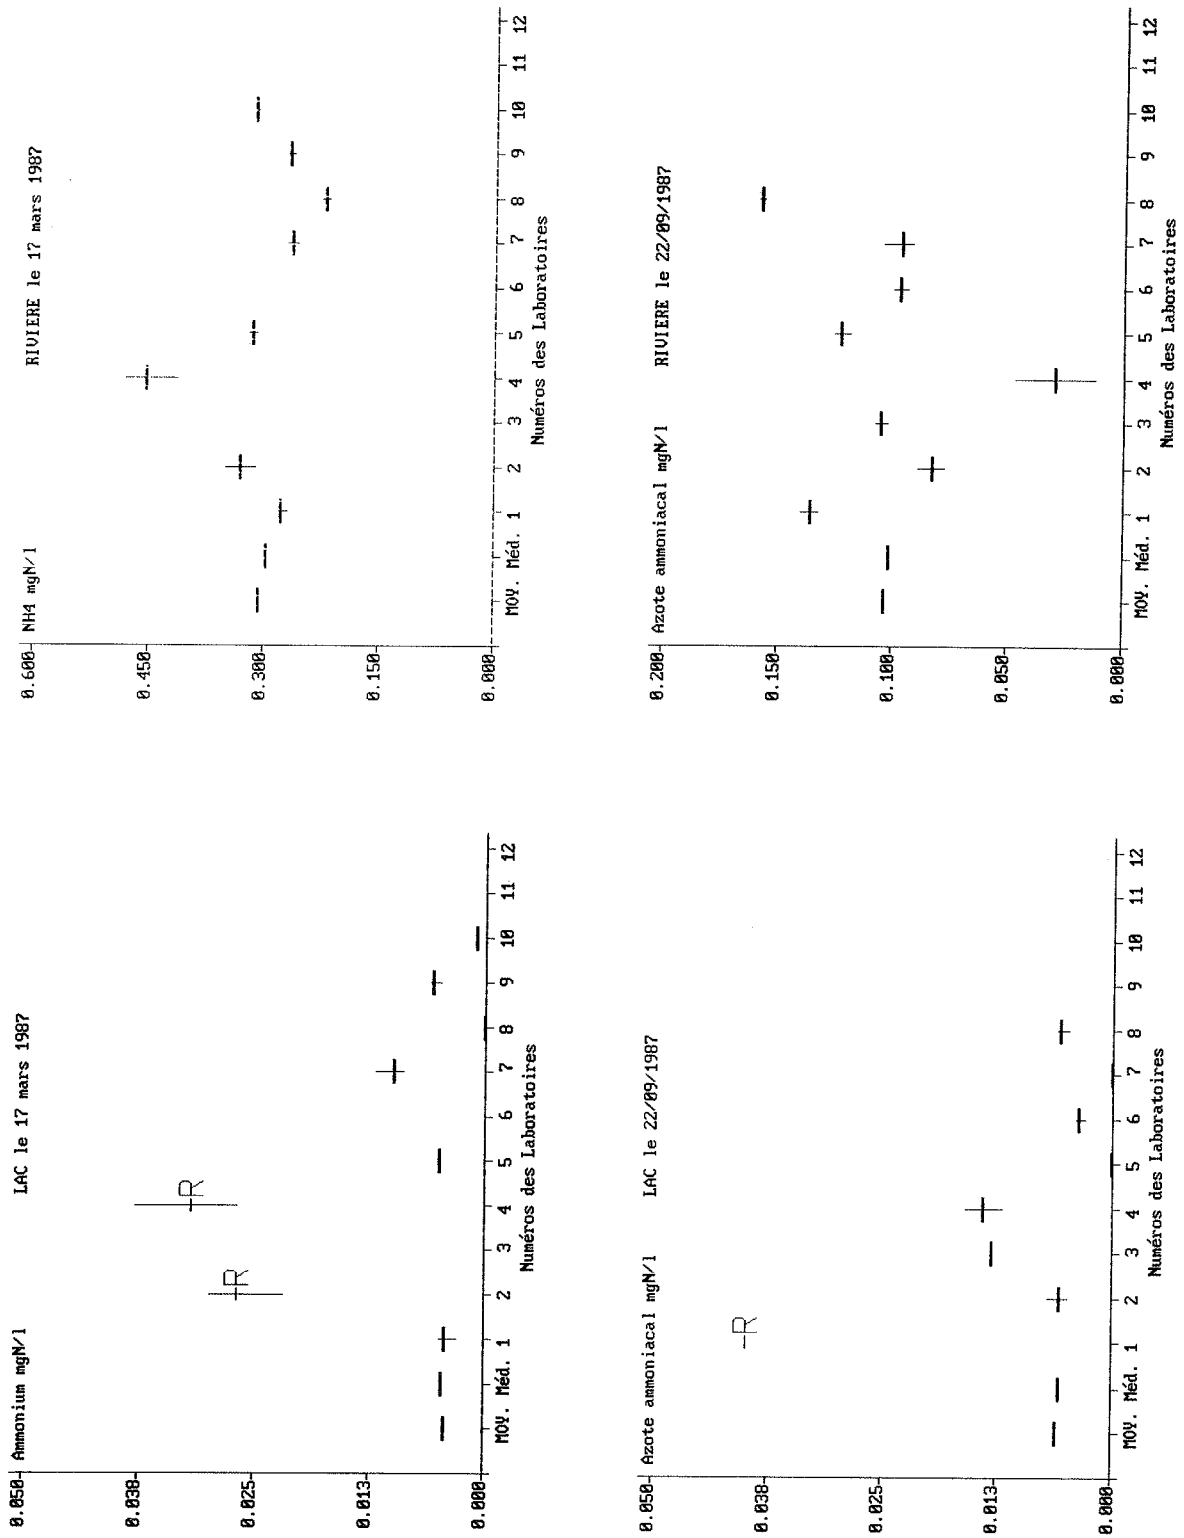 NH4 mgN/l RIVIERE le 17 mars 1987
0.600
0.450
0.300
0.150
0.000
MOY. Méd. 1 2 3 4 5 6 7 8 9 10 11 12
Numéros des Laboratoires
Azote ammoniacal mgN/l RIVIERE le 22/09/1987
0.200
0.150
0.100
0.050
0.000
MOY. Méd. 1 2 3 4 5 6 7 8 9 10 11 12
Numéros des Laboratoires
Ammonium mgN/l LAC le 17 mars 1987
0.050
0.038
0.025
0.013
0.000
R
R
MOY. Méd. 1 2 3 4 5 6 7 8 9 10 11 12
Numéros des Laboratoires
Azote ammoniacal mgN/l LAC le 22/09/1987
0.050
0.038
0.025
0.013
0.000
R
MOY. Méd. 1 2 3 4 5 6 7 8 9 10 11 12
Numéros des Laboratoires